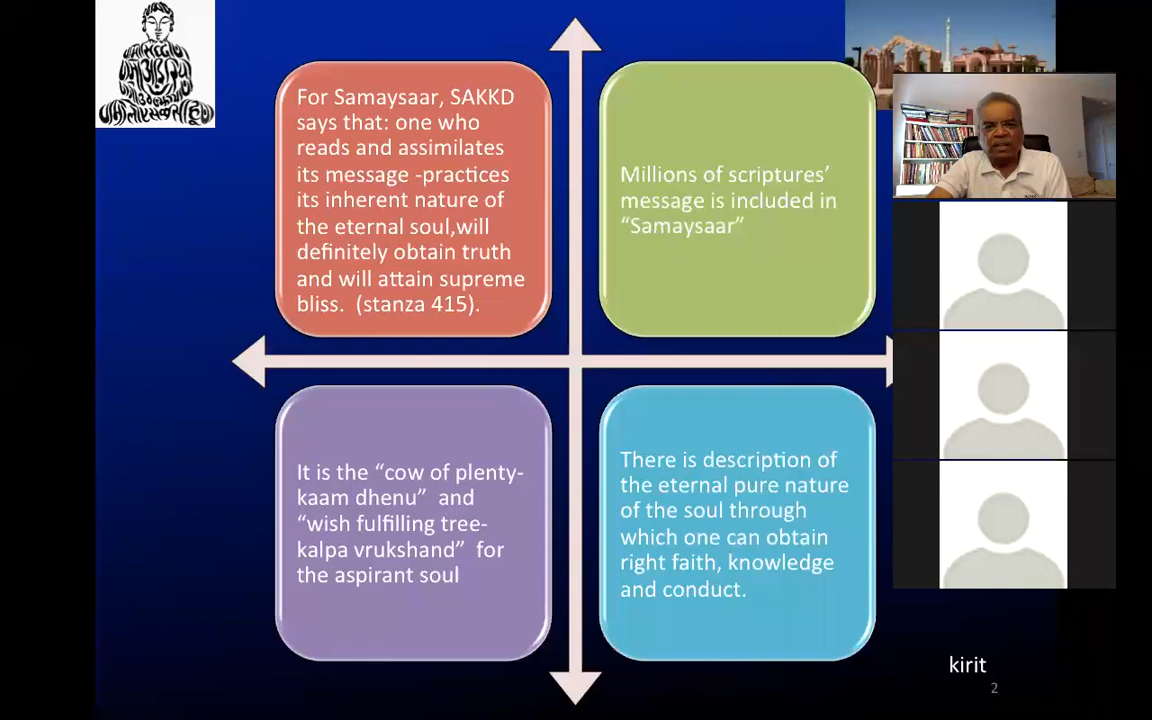 For Samaysaar, SAKKD
says that: one who
reads and assimilates
its message -practices
its inherent nature of
the eternal soul,will
definitely obtain truth
and will attain supreme
bliss.  (stanza 415).
Millions of scriptures’
message is included in
“Samaysaar”
It is the “cow of plenty-
kaam dhenu”  and
“wish fulfilling tree-
kalpa vrukshand”  for
the aspirant soul
There is description of
the eternal pure nature
of the soul through
which one can obtain
right faith, knowledge
and conduct.
kirit
2